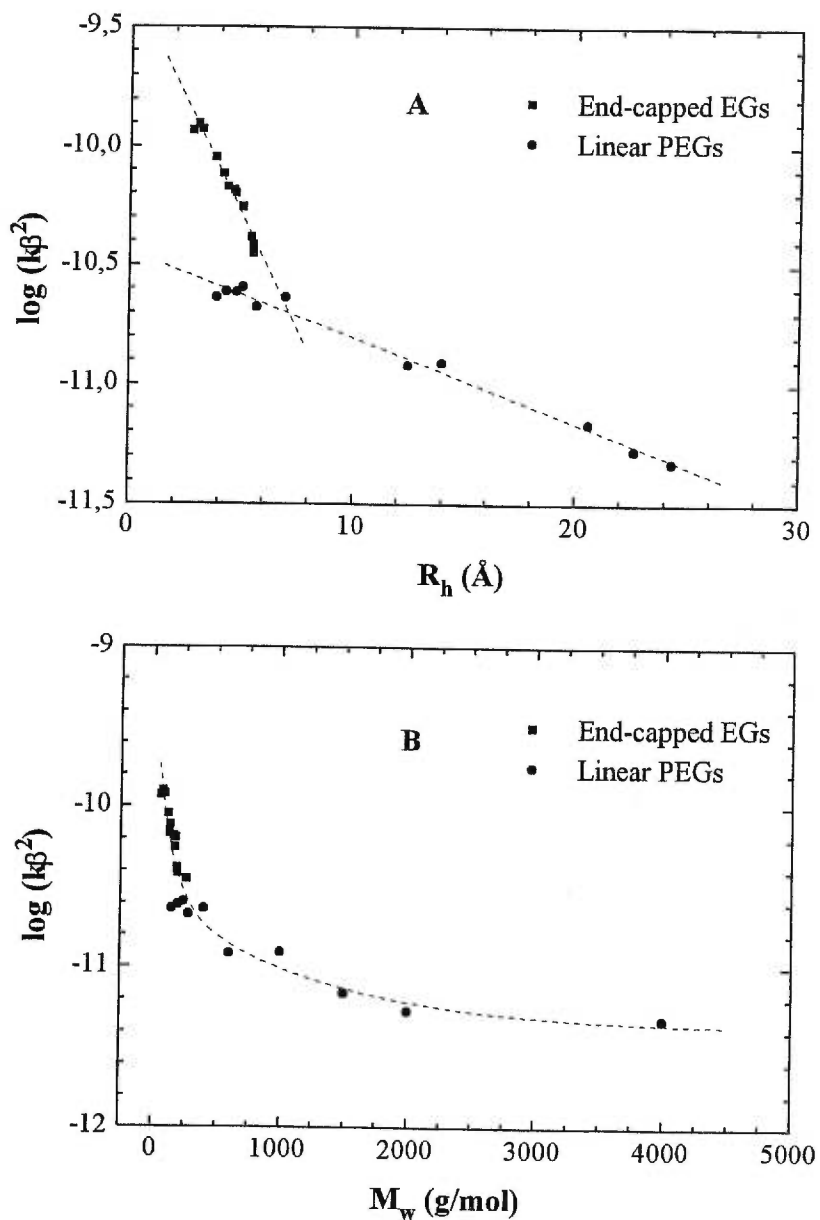 -9,5
A
End-capped EGs
Linear PEGs
-10,0
-10,5
-11,0
-11,5
log (kβ²)
0 10 20 30
R_h (Å)
-9
B
End-capped EGs
Linear PEGs
-10
-11
-12
log (kβ²)
0 1000 2000 3000 4000 5000
M_w (g/mol)